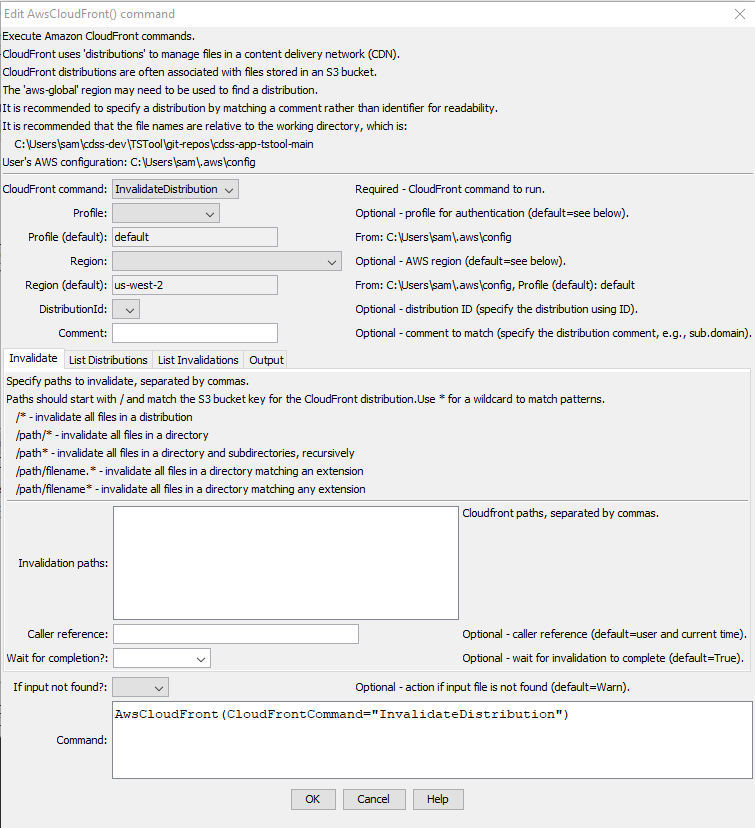 Edit AwsCloudFront() command
Execute Amazon CloudFront commands.
CloudFront uses 'distributions' to manage files in a content delivery network (CDN).
CloudFront distributions are often associated with files stored in an S3 bucket.
The 'aws-global' region may need to be used to find a distribution.
It is recommended to specify a distribution by matching a comment rather than identifier for readability.
It is recommended that the file names are relative to the working directory, which is:
C:\Users\sam\cdss-dev\TSTool\git-repos\cdss-app-tstool-main
User's AWS configuration: C:\Users\sam\.aws\config
CloudFront command: InvalidateDistribution Required - CloudFront command to run.
Profile: Optional - profile for authentication (default=see below).
Profile (default): default From: C:\Users\sam\.aws\config
Region: Optional - AWS region (default=see below).
Region (default): us-west-2 From: C:\Users\sam\.aws\config, Profile (default): default
DistributionId: Optional - distribution ID (specify the distribution using ID).
Comment: Optional - comment to match (specify the distribution comment, e.g., sub.domain).
Invalidate List Distributions List Invalidations Output
Specify paths to invalidate, separated by commas.
Paths should start with / and match the S3 bucket key for the CloudFront distribution.Use * for a wildcard to match patterns.
/* - invalidate all files in a distribution
/path/* - invalidate all files in a directory
/path* - invalidate all files in a directory and subdirectories, recursively
/path/filename.* - invalidate all files in a directory matching an extension
/path/filename* - invalidate all files in a directory matching any extension
Invalidation paths: Cloudfront paths, separated by commas.
Caller reference: Optional - caller reference (default=user and current time).
Wait for completion?: Optional - wait for invalidation to complete (default=True).
If input not found?: Optional - action if input file is not found (default=Warn).
Command: AwsCloudFront(CloudFrontCommand="InvalidateDistribution")
OK Cancel Help